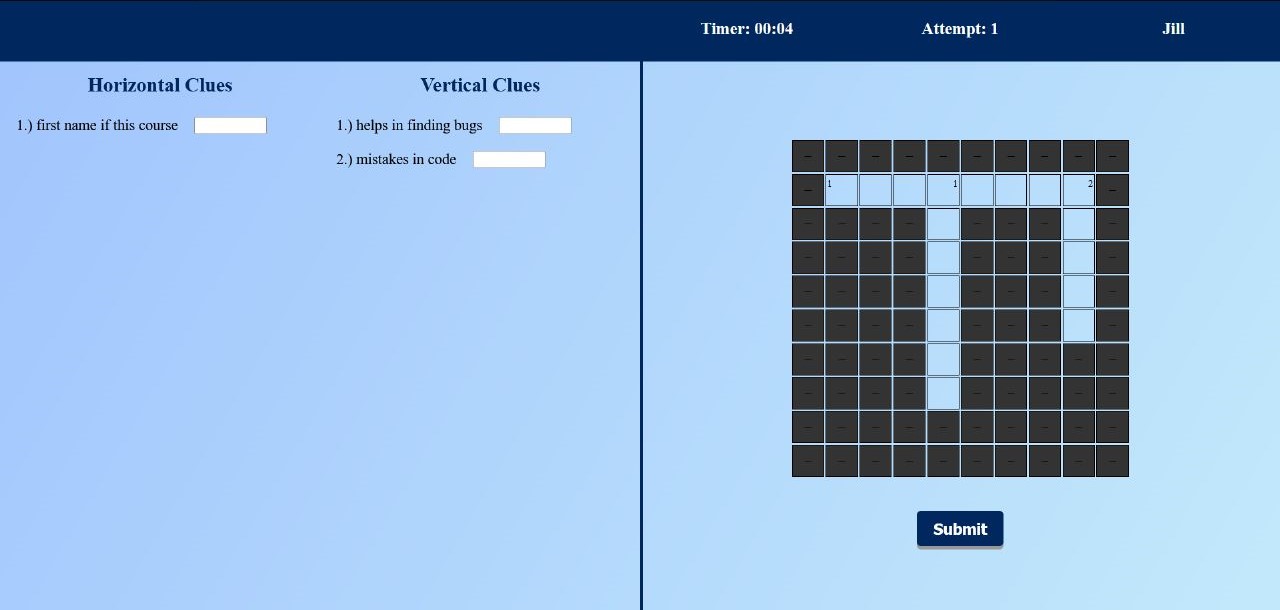 Timer: 00:04 Attempt: 1 Jill
Horizontal Clues
1.) first name if this course
Vertical Clues
1.) helps in finding bugs
2.) mistakes in code
– – – – – – – – – –
– 1 1 2 –
– – – – – – – –
– – – – – – – –
– – – – – – – –
– – – – – – – –
– – – – – – – – –
– – – – – – – – –
– – – – – – – – – –
– – – – – – – – – –
Submit